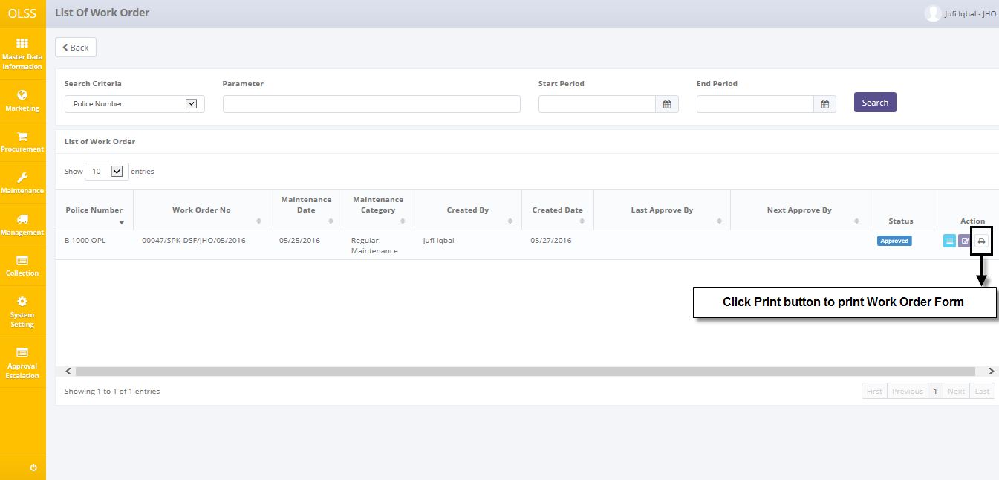 OLSS
List Of Work Order
Jufi Iqbal - JHO
Master Data
Information
Marketing
Procurement
Maintenance
Management
Collection
System
Setting
Approval
Escalation
Back
Search Criteria
Parameter
Start Period
End Period
Police Number
Search
List of Work Order
Show 10 entries
Police Number
Work Order No
Maintenance
Date
Maintenance
Category
Created By
Created Date
Last Approve By
Next Approve By
Status
Action
B 1000 OPL
00047/SPK-DSF/JHO/05/2016
05/25/2016
Regular
Maintenance
Jufi Iqbal
05/27/2016
Approved
Click Print button to print Work Order Form
Showing 1 to 1 of 1 entries
First Previous 1 Next Last